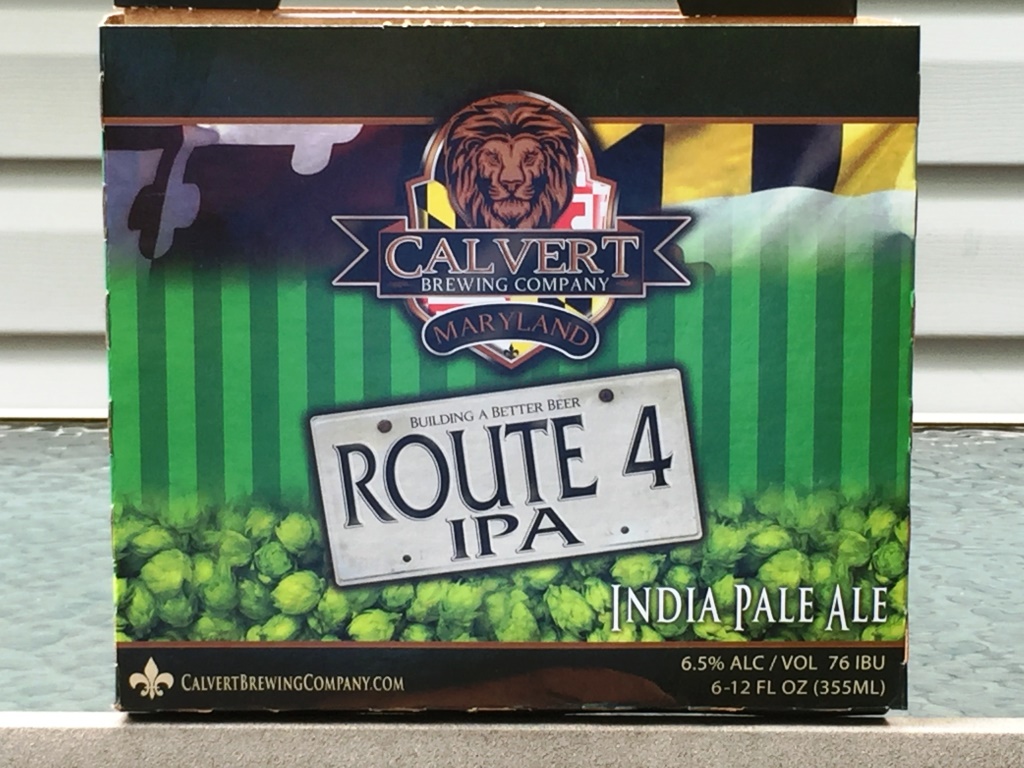 CALVERT
BREWING COMPANY
MARYLAND
BUILDING A BETTER BEER
ROUTE 4
IPA
INDIA PALE ALE
CALVERTBREWINGCOMPANY.COM
6.5% ALC / VOL 76 IBU
6-12 FL OZ (355ML)